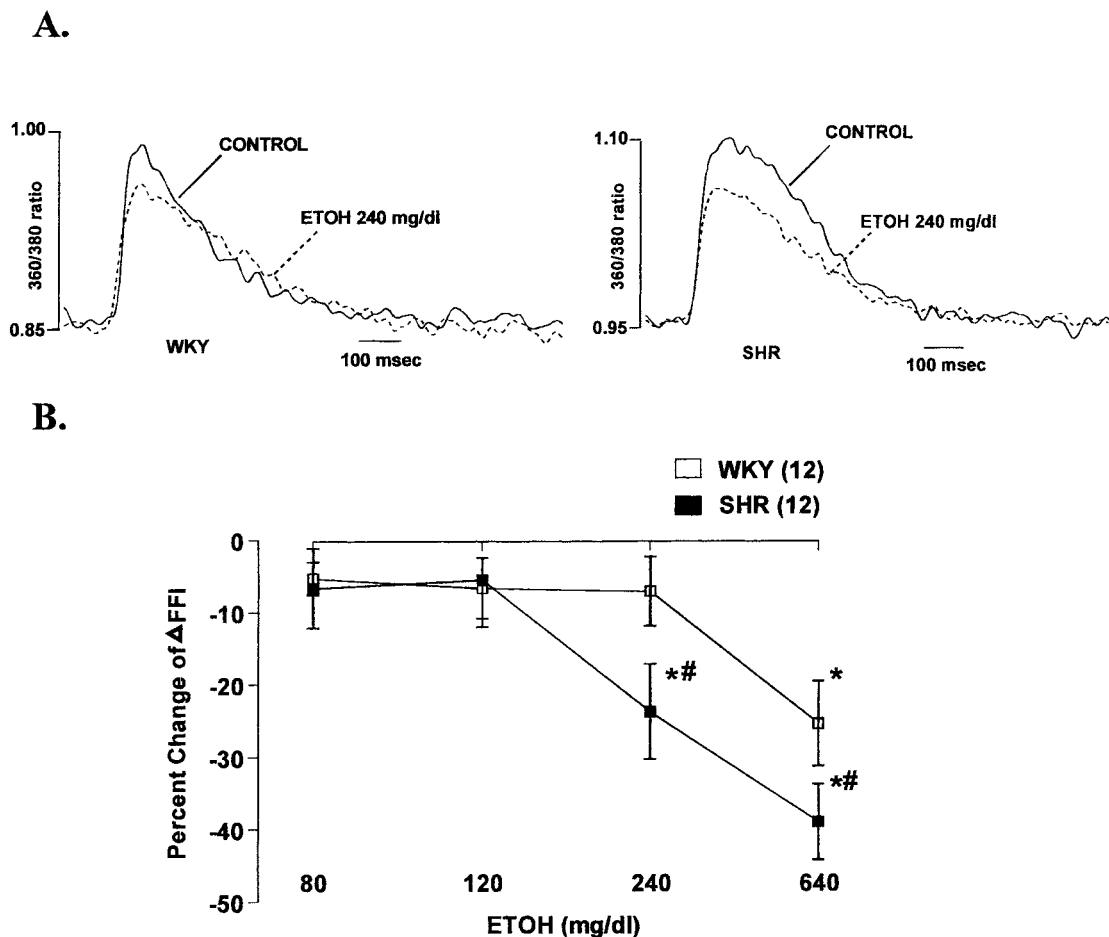 A.
1.00
CONTROL
360/380 ratio
ETOH 240 mg/dl
0.85
WKY
100 msec
1.10
CONTROL
360/380 ratio
ETOH 240 mg/dl
0.95
SHR
100 msec
B.
WKY (12)
SHR (12)
0
-10
-20
-30
-40
-50
Percent Change of ΔFFI
*#
*
*#
80 120 240 640
ETOH (mg/dl)